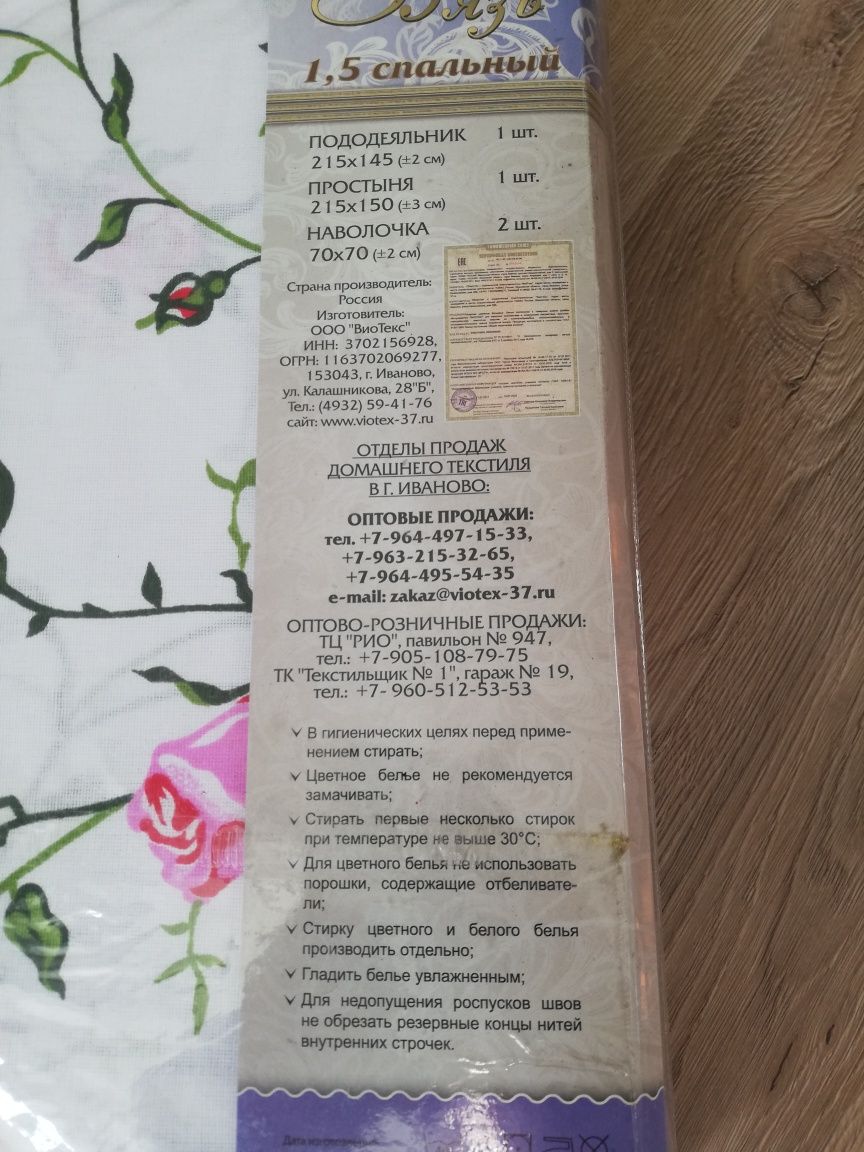 Бязь
1,5 спальный
ПОДОДЕЯЛЬНИК 1 шт.
215х145 (±2 см)
ПРОСТЫНЯ 1 шт.
215х150 (±3 см)
НАВОЛОЧКА 2 шт.
70х70 (±2 см)
Страна производитель:
Россия
Изготовитель:
ООО "ВиоТекс"
ИНН: 3702156928,
ОГРН: 1163702069277,
153043, г. Иваново,
ул. Калашникова, 28"Б",
Тел.: (4932) 59-41-76
сайт: www.viotex-37.ru
ОТДЕЛЫ ПРОДАЖ
ДОМАШНЕГО ТЕКСТИЛЯ
В Г. ИВАНОВО:
ОПТОВЫЕ ПРОДАЖИ:
тел. +7-964-497-15-33,
+7-963-215-32-65,
+7-964-495-54-35
e-mail: zakaz@viotex-37.ru
ОПТОВО-РОЗНИЧНЫЕ ПРОДАЖИ:
ТЦ "РИО", павильон № 947,
тел.: +7-905-108-79-75
ТК "Текстильщик № 1", гараж № 19,
тел.: +7- 960-512-53-53
В гигиенических целях перед приме-
нением стирать;
Цветное белье не рекомендуется
замачивать;
Стирать первые несколько стирок
при температуре не выше 30°С;
Для цветного белья не использовать
порошки, содержащие отбеливате-
ли;
Стирку цветного и белого белья
производить отдельно;
Гладить белье увлажненным;
Для недопущения роспусков швов
не обрезать резервные концы нитей
внутренних строчек.
Дата изготовления: